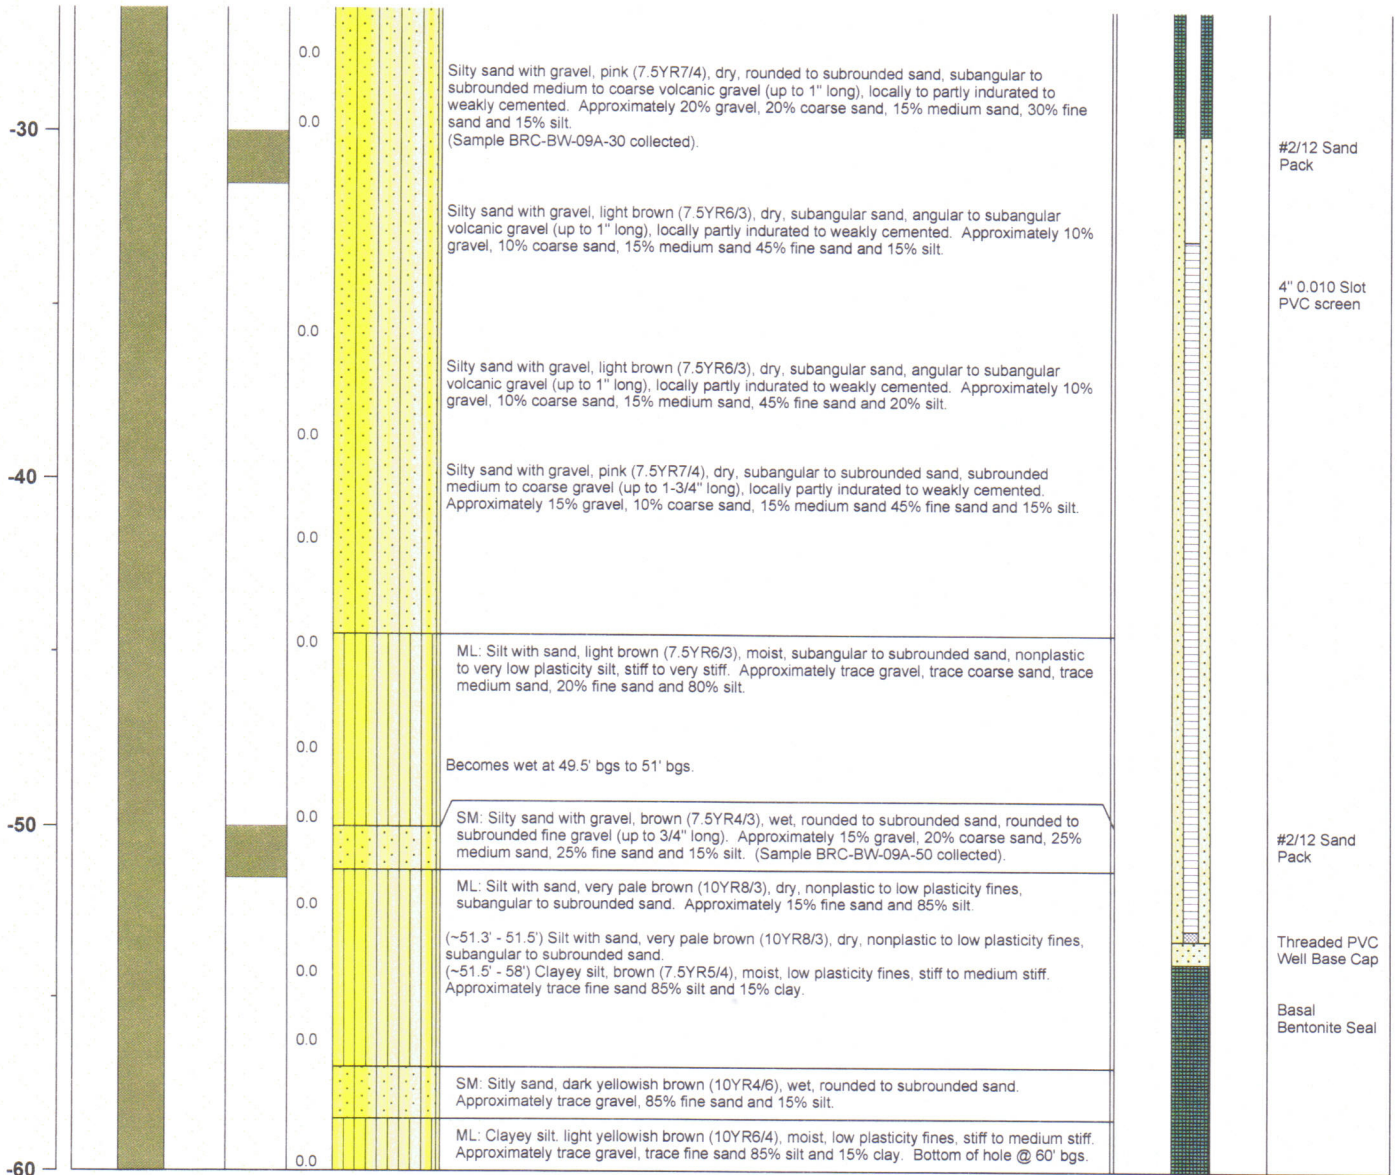 0.0
Silty sand with gravel, pink (7.5YR7/4), dry, rounded to subrounded sand, subangular to
subrounded medium to coarse volcanic gravel (up to 1" long), locally to partly indurated to
weakly cemented. Approximately 20% gravel, 20% coarse sand, 15% medium sand, 30% fine
sand and 15% silt.
(Sample BRC-BW-09A-30 collected).
0.0
-30
#2/12 Sand
Pack
Silty sand with gravel, light brown (7.5YR6/3), dry, subangular sand, angular to subangular
volcanic gravel (up to 1" long), locally partly indurated to weakly cemented. Approximately 10%
gravel, 10% coarse sand, 15% medium sand 45% fine sand and 15% silt.
4" 0.010 Slot
PVC screen
0.0
Silty sand with gravel, light brown (7.5YR6/3), dry, subangular sand, angular to subangular
volcanic gravel (up to 1" long), locally partly indurated to weakly cemented. Approximately 10%
gravel, 10% coarse sand, 15% medium sand, 45% fine sand and 20% silt.
0.0
-40
Silty sand with gravel, pink (7.5YR7/4), dry, subangular to subrounded sand, subrounded
medium to coarse gravel (up to 1-3/4" long), locally partly indurated to weakly cemented.
Approximately 15% gravel, 10% coarse sand, 15% medium sand 45% fine sand and 15% silt.
0.0
0.0
ML: Silt with sand, light brown (7.5YR6/3), moist, subangular to subrounded sand, nonplastic
to very low plasticity silt, stiff to very stiff. Approximately trace gravel, trace coarse sand, trace
medium sand, 20% fine sand and 80% silt.
0.0
Becomes wet at 49.5' bgs to 51' bgs.
0.0
-50
SM: Silty sand with gravel, brown (7.5YR4/3), wet, rounded to subrounded sand, rounded to
subrounded fine gravel (up to 3/4" long). Approximately 15% gravel, 20% coarse sand, 25%
medium sand, 25% fine sand and 15% silt. (Sample BRC-BW-09A-50 collected).
#2/12 Sand
Pack
0.0
ML: Silt with sand, very pale brown (10YR8/3), dry, nonplastic to low plasticity fines,
subangular to subrounded sand. Approximately 15% fine sand and 85% silt.
(~51.3' - 51.5') Silt with sand, very pale brown (10YR8/3), dry, nonplastic to low plasticity fines,
subangular to subrounded sand.
(~51.5' - 58') Clayey silt, brown (7.5YR5/4), moist, low plasticity fines, stiff to medium stiff.
Approximately trace fine sand 85% silt and 15% clay.
Threaded PVC
Well Base Cap
0.0
Basal
Bentonite Seal
0.0
SM: Sitly sand, dark yellowish brown (10YR4/6), wet, rounded to subrounded sand.
Approximately trace gravel, 85% fine sand and 15% silt.
ML: Clayey silt. light yellowish brown (10YR6/4), moist, low plasticity fines, stiff to medium stiff.
Approximately trace gravel, trace fine sand 85% silt and 15% clay. Bottom of hole @ 60' bgs.
0.0
-60